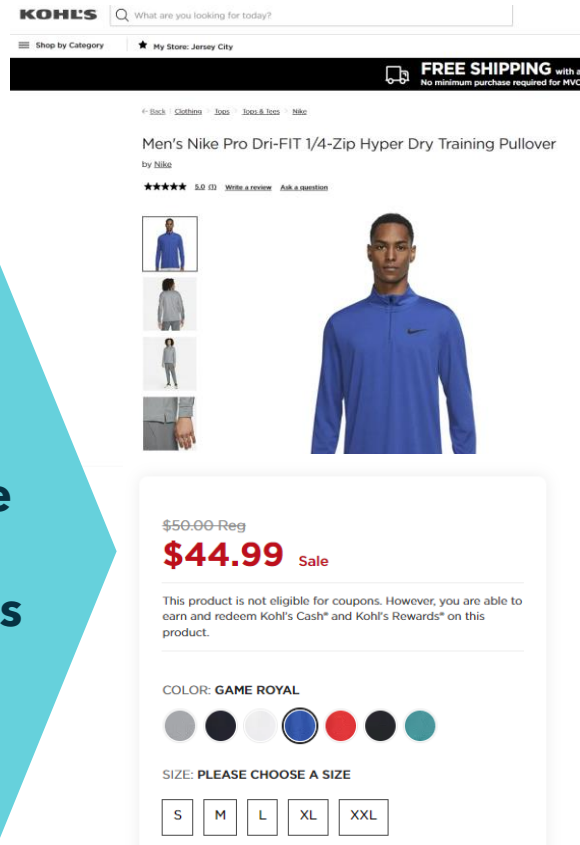 KOHL'S
What are you looking for today?
Shop by Category
My Store: Jersey City
FREE SHIPPING with a
No minimum purchase required for MVC
<- Back | Clothing > Tops > Tops & Tees > Nike
Men's Nike Pro Dri-FIT 1/4-Zip Hyper Dry Training Pullover
by Nike
5.0 (1) Write a review Ask a question
e
s
$50.00 Reg
$44.99 Sale
This product is not eligible for coupons. However, you are able to
earn and redeem Kohl's Cash® and Kohl's Rewards® on this
product.
COLOR: GAME ROYAL
SIZE: PLEASE CHOOSE A SIZE
S M L XL XXL